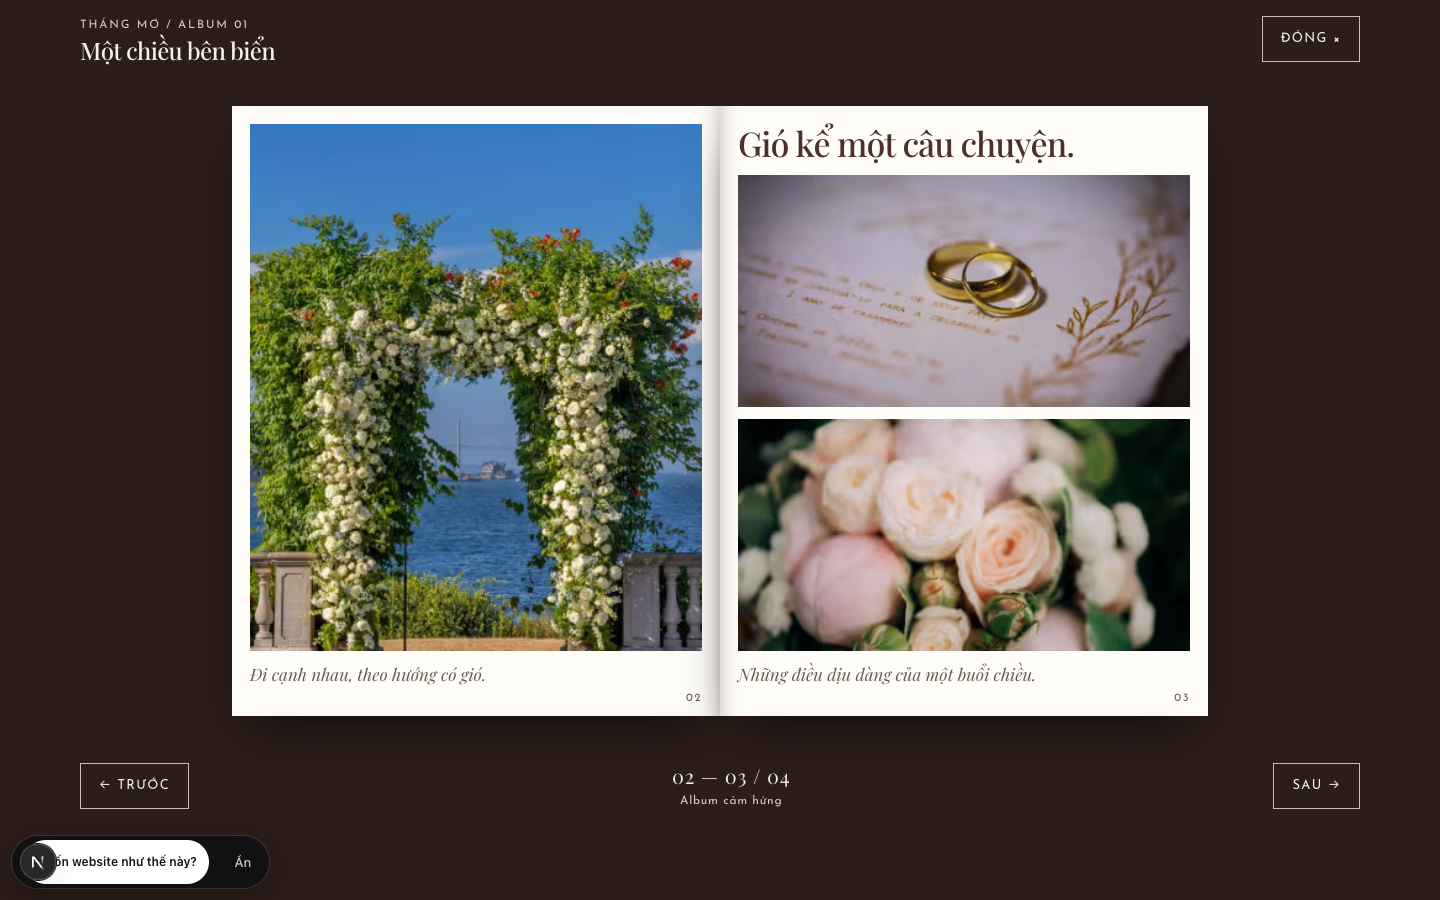 THÁNG MƠ / ALBUM 01
Một chiều bên biển
ĐÓNG ×
Gió kể một câu chuyện.
Đi cạnh nhau, theo hướng có gió.
02
Những điều dịu dàng của một buổi chiều.
03
← TRƯỚC
02 — 03 / 04
Album cảm hứng
SAU →
N
website như thế này?
Ẩn